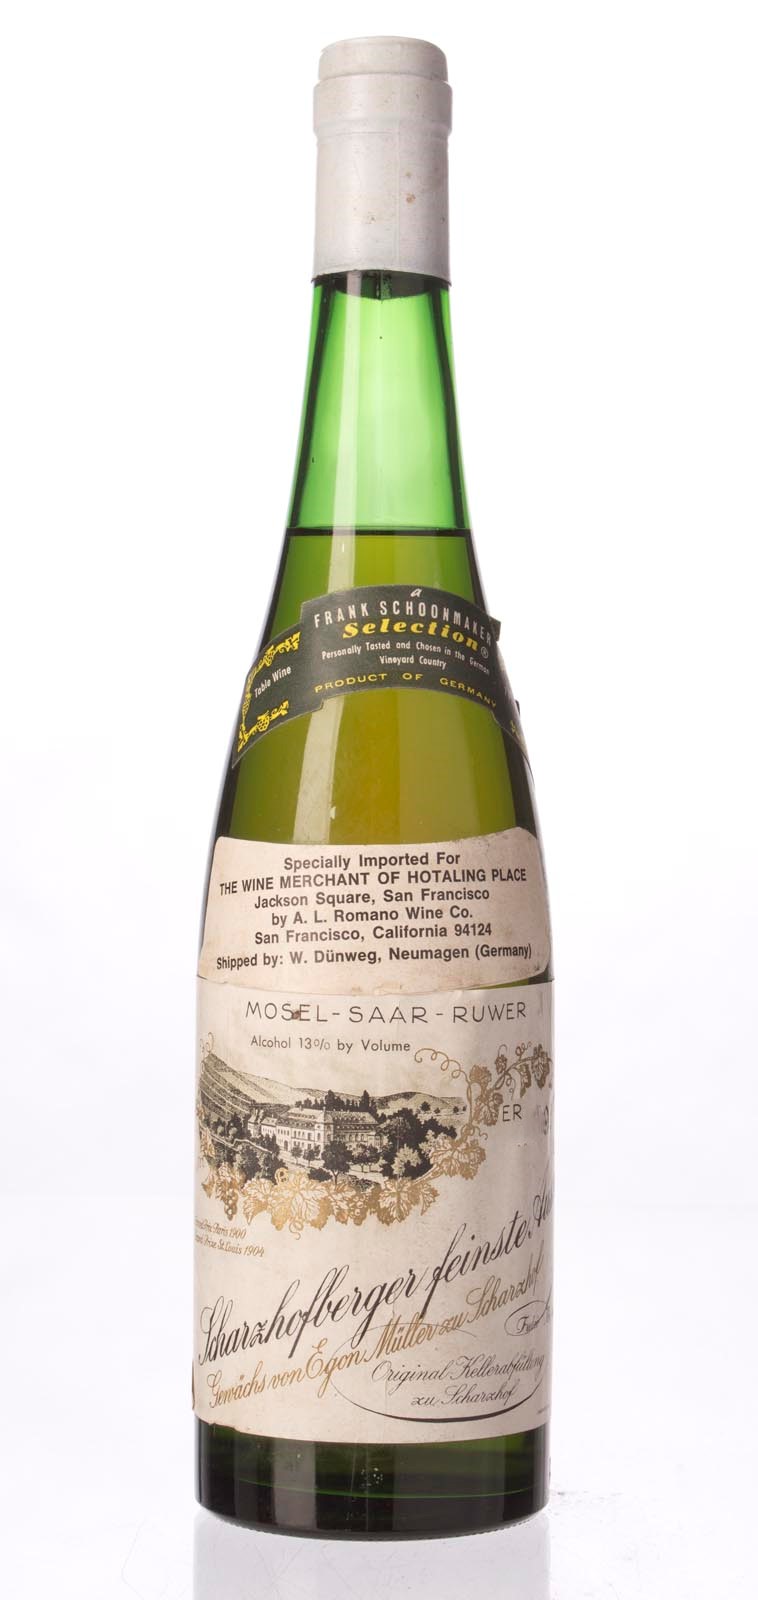 a
FRANK SCHOONMAKER
Selection®
Personally Tasted and Chosen in the German
Vineyard Country
PRODUCT OF GERMANY
Table Wine
Specially Imported For
THE WINE MERCHANT OF HOTALING PLACE
Jackson Square, San Francisco
by A. L. Romano Wine Co.
San Francisco, California 94124
Shipped by: W. Dünweg, Neumagen (Germany)
MOSEL-SAAR-RUWER
Alcohol 13% by Volume
ER
Prix Paris 1900
Prize St. Louis 1904
Scharzhofberger feinste
Gewächs von Egon Müller zu Scharzhof
Original-Kellerabfüllung
zu Scharzhof